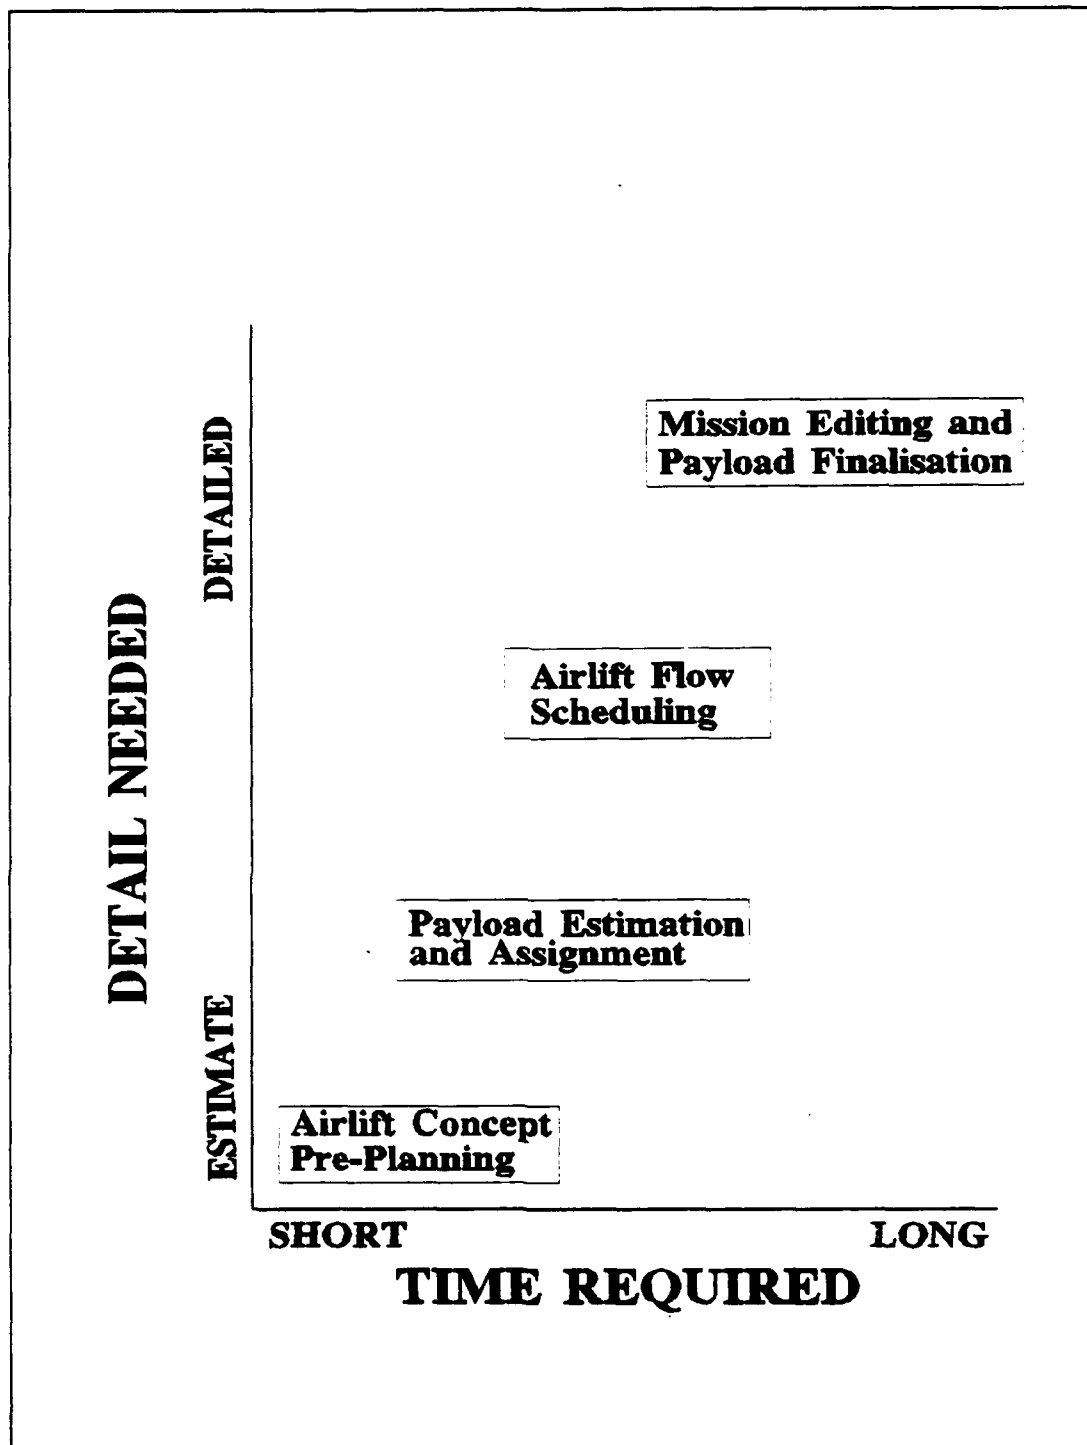 Mission Editing and
Payload Finalisation
DETAILED
Airlift Flow
Scheduling
DETAIL NEEDED
Payload Estimation
and Assignment
ESTIMATE
Airlift Concept
Pre-Planning
SHORT
LONG
TIME REQUIRED